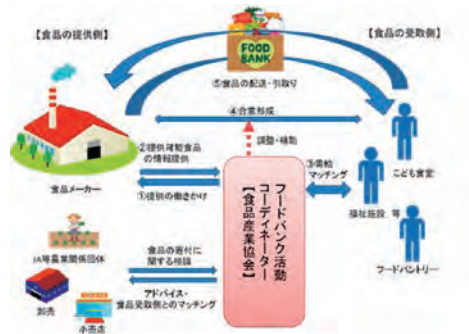 【食品の提供側】
【食品の受取側】
FOOD
BANK
⑤食品の配送・引取り
④合意形成
調整・補助
②提供可能食品
の情報提供
①提供の働きかけ
食品メーカー
③需給
マッチング
こども食堂
福祉施設 等
フードパントリー
フードバンク活動
コーディネーター
【食品産業協会】
JA等農業関係団体
卸売
小売店
食品の寄付に
関する相談
アドバイス・
食品受取側とのマッチング